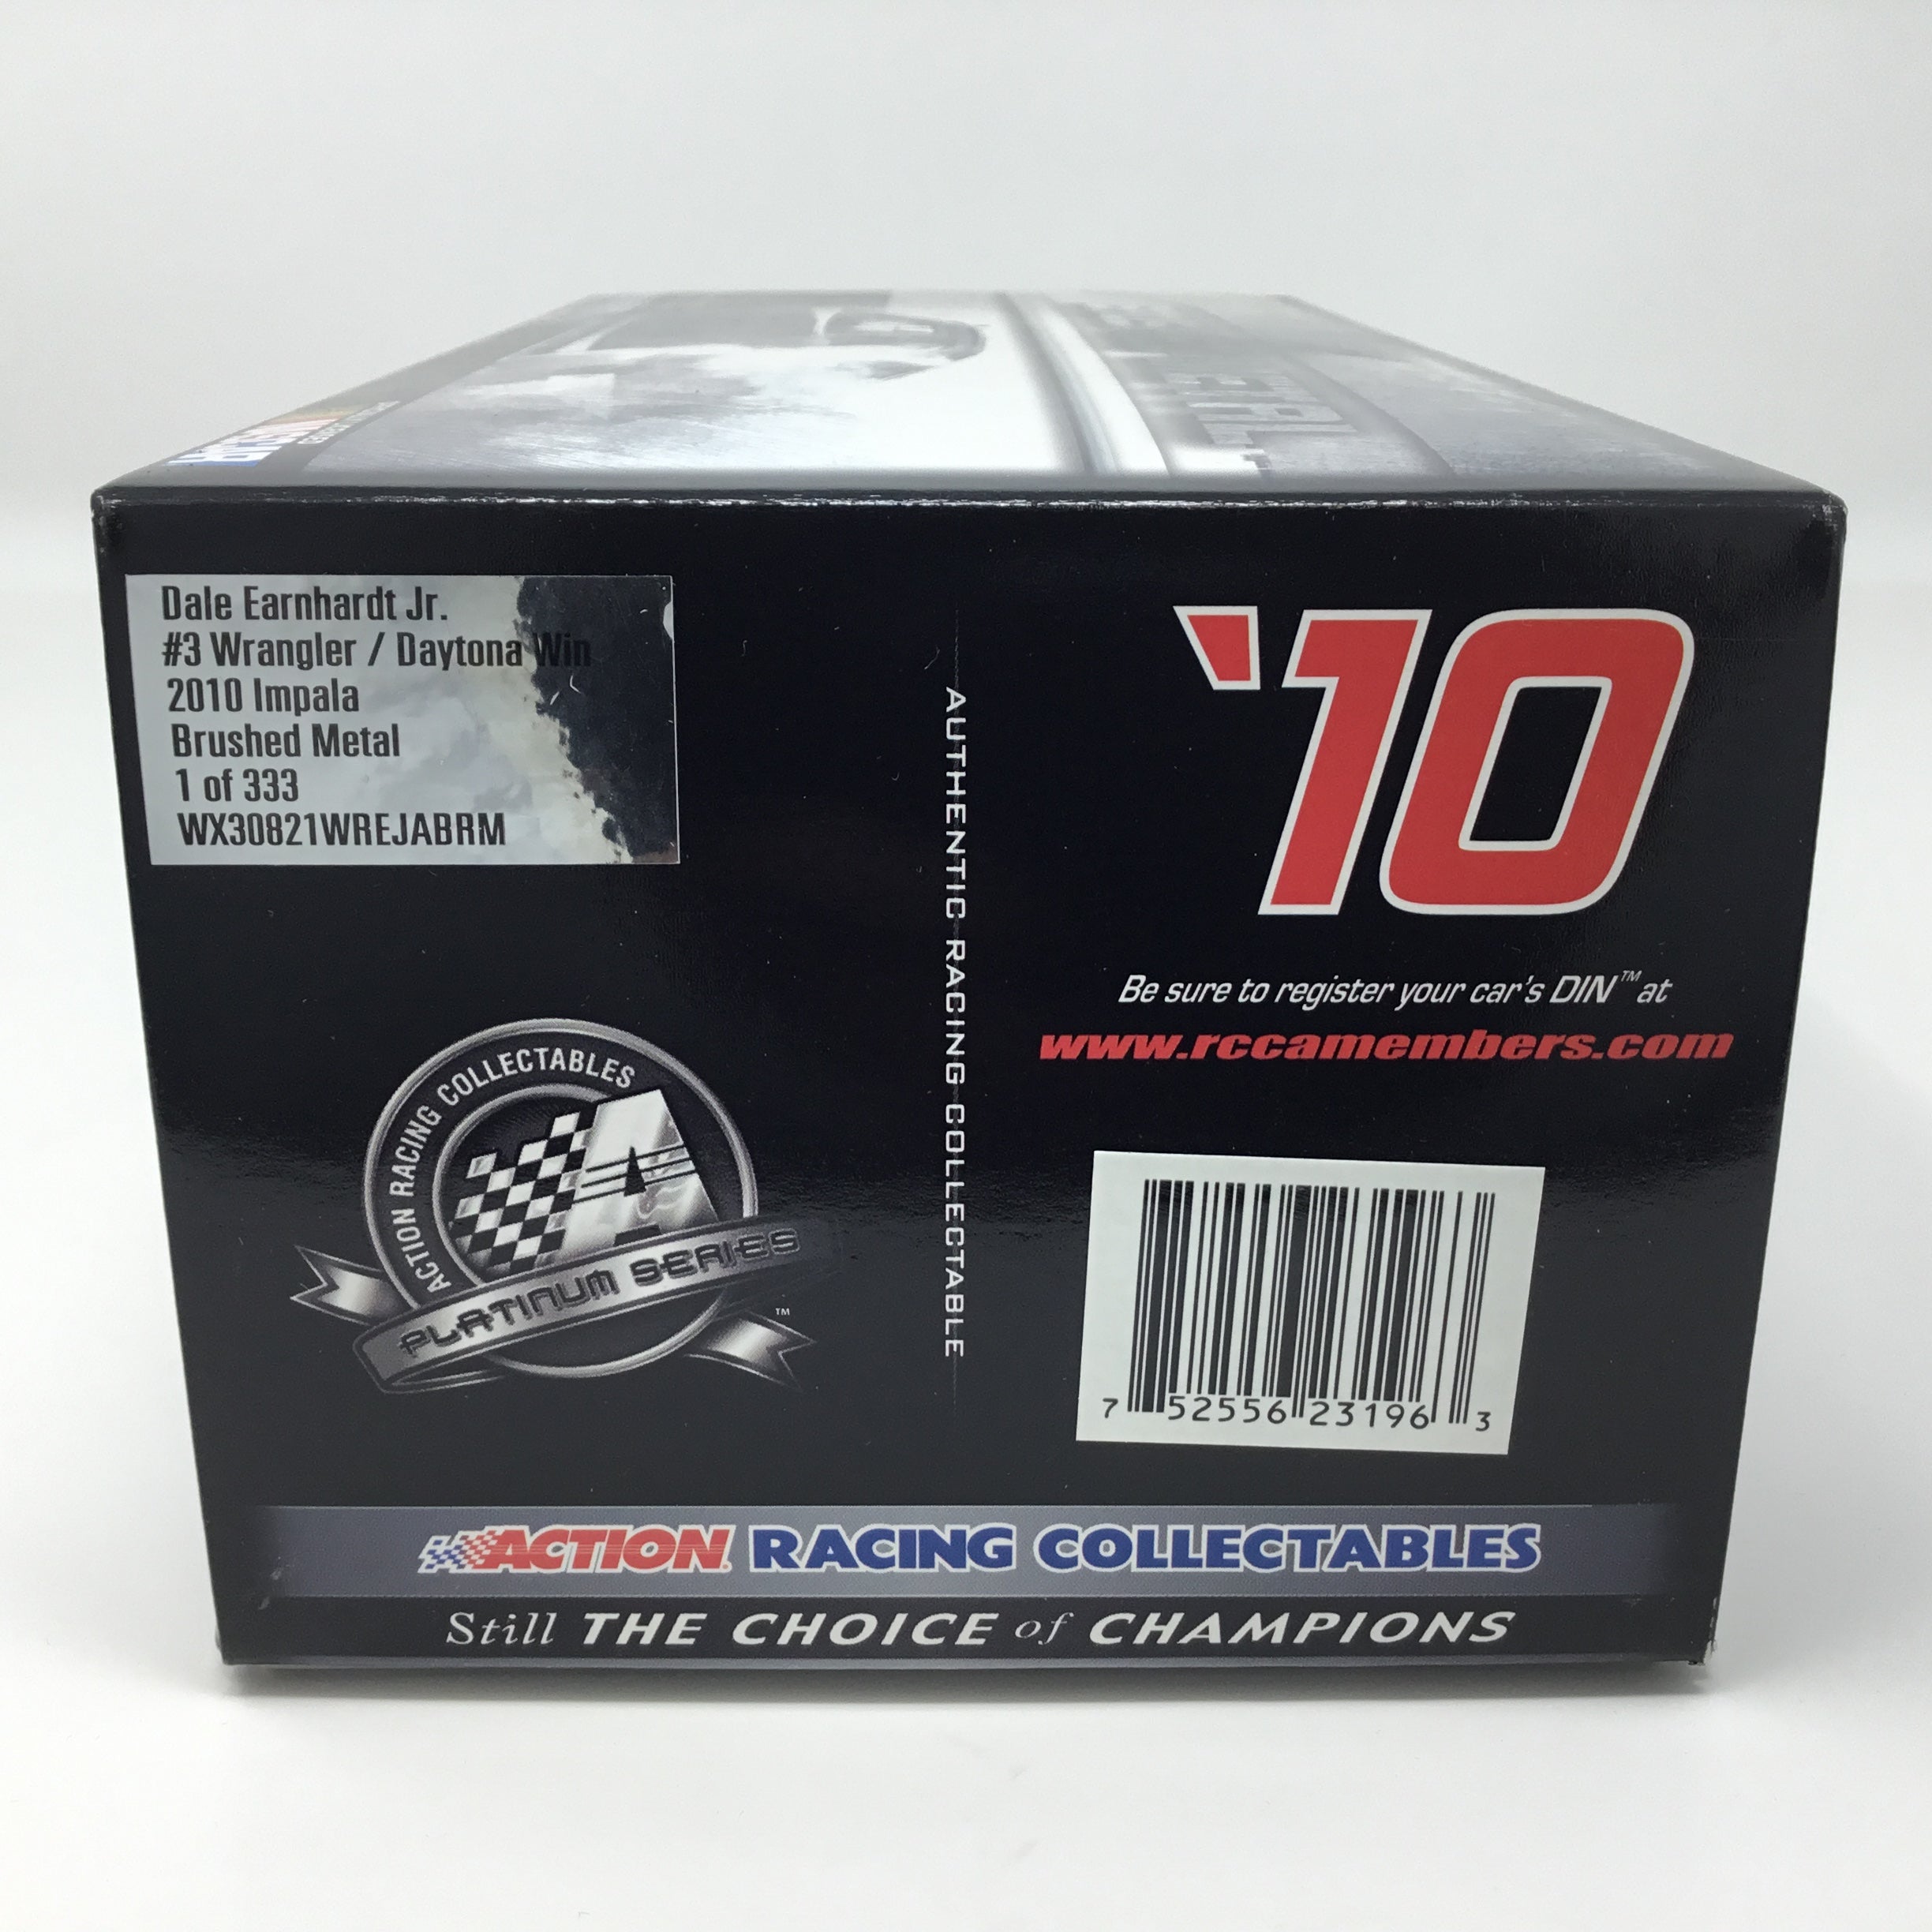 Dale Earnhardt Jr.
#3 Wrangler / Daytona Win
2010 Impala
Brushed Metal
1 of 333
WX30821WREJABRM
'10
AUTHENTIC RACING COLLECTABLE
Be sure to register your car's DIN™ at
www.rccamembers.com
ACTION RACING COLLECTABLES
A
PLATINUM SERIES
™
7 52556 23196 3
ACTION RACING COLLECTABLES
Still THE CHOICE of CHAMPIONS